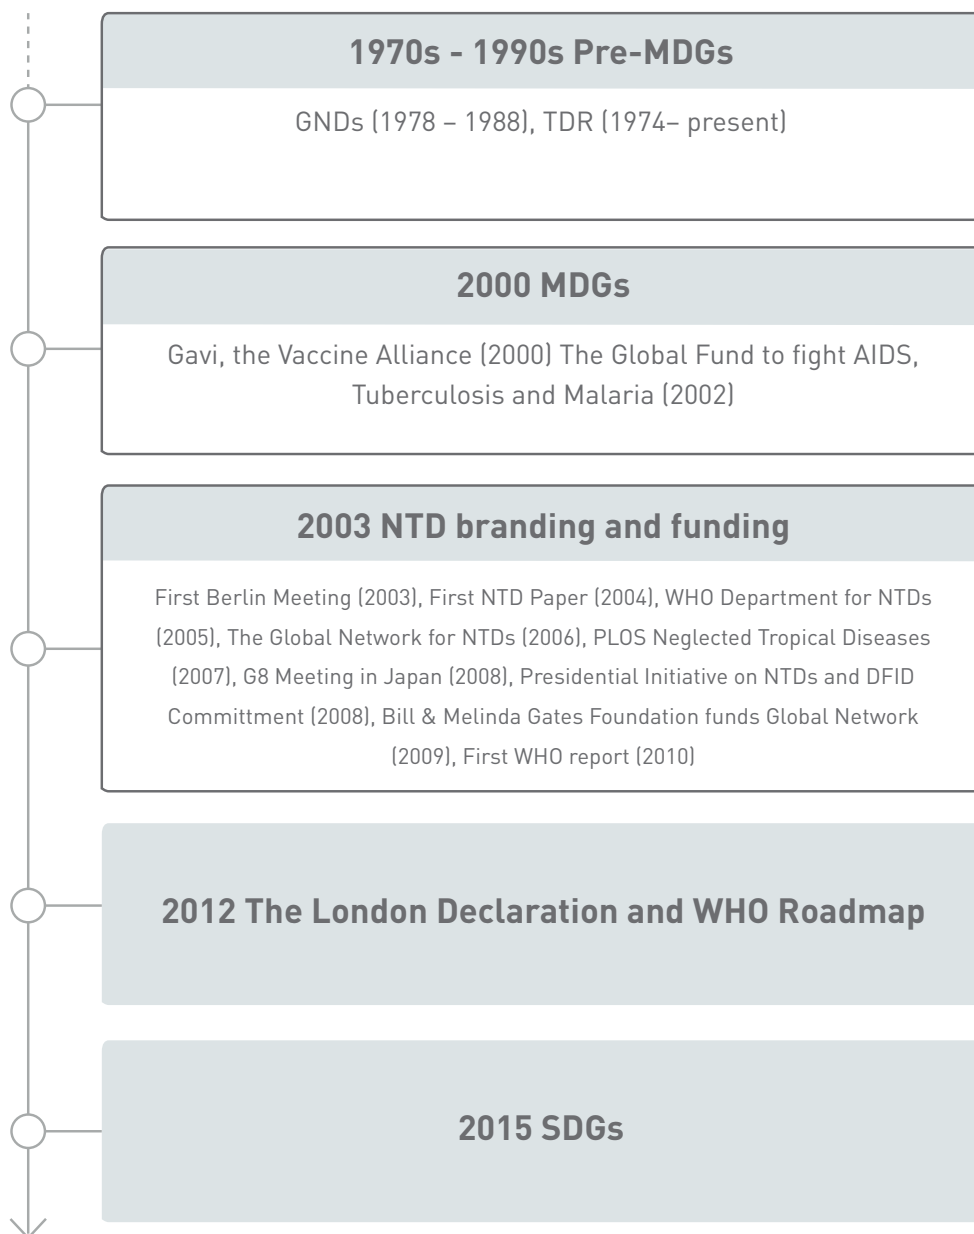 1970s - 1990s Pre-MDGs
GNDs (1978 – 1988), TDR (1974– present)
2000 MDGs
Gavi, the Vaccine Alliance (2000) The Global Fund to fight AIDS,
Tuberculosis and Malaria (2002)
2003 NTD branding and funding
First Berlin Meeting (2003), First NTD Paper (2004), WHO Department for NTDs
(2005), The Global Network for NTDs (2006), PLOS Neglected Tropical Diseases
(2007), G8 Meeting in Japan (2008), Presidential Initiative on NTDs and DFID
Committment (2008), Bill & Melinda Gates Foundation funds Global Network
(2009), First WHO report (2010)
2012 The London Declaration and WHO Roadmap
2015 SDGs